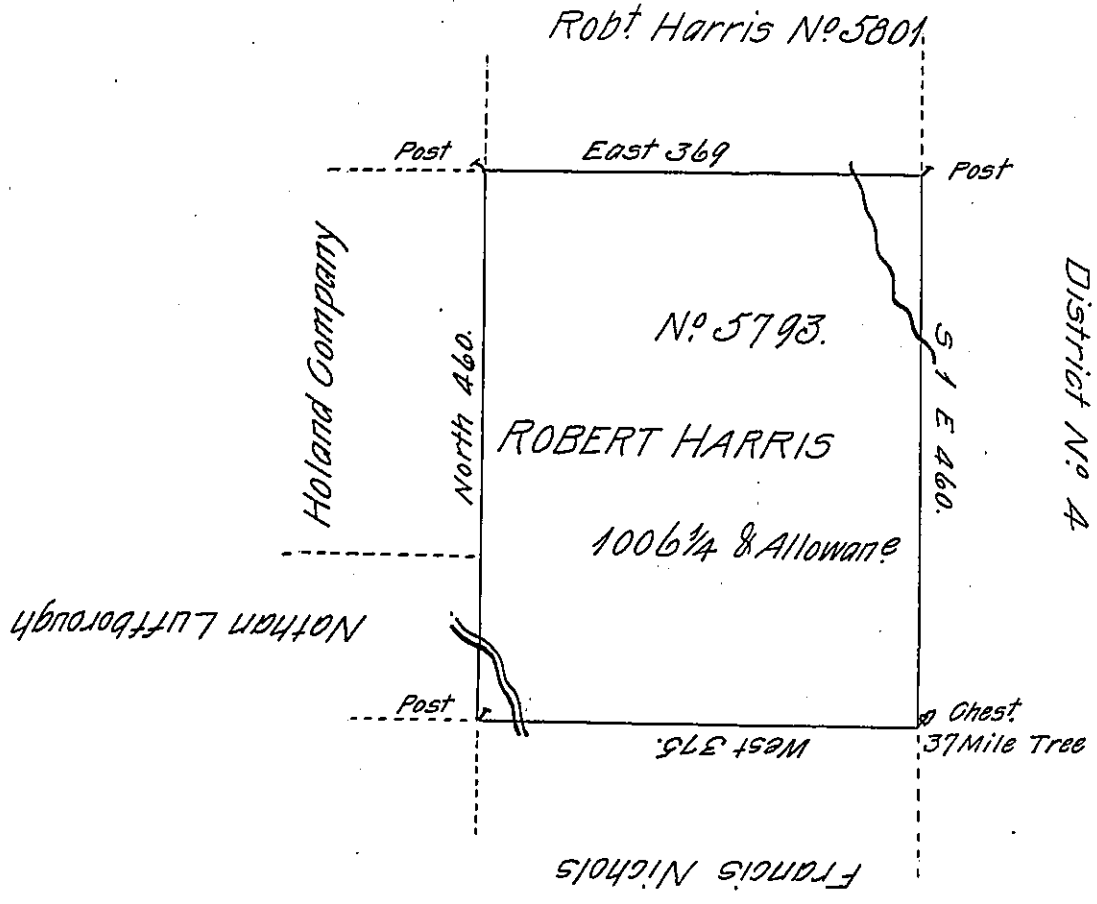 Robt Harris No 5801
Post
East 369
Post
Holand Company
North 460.
No 5793.
S 1 E 460.
District No 4
ROBERT HARRIS
1006 1/4 & Allowane
Nathan Luffborough
Post
West 375.
Chest.
37 Mile Tree
Francis Nichols